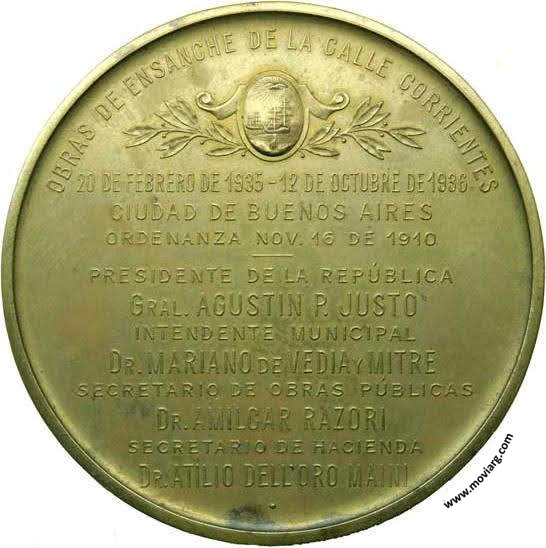 OBRAS DE ENSANCHE DE LA CALLE CORRIENTES
20 DE FEBRERO DE 1935 - 12 DE OCTUBRE DE 1936
CIUDAD DE BUENOS AIRES
ORDENANZA NOV. 16 DE 1910
PRESIDENTE DE LA REPÚBLICA
GRAL. AGUSTIN P. JUSTO
INTENDENTE MUNICIPAL
DR. MARIANO DE VEDIA Y MITRE
SECRETARIO DE OBRAS PÚBLICAS
DR. AMILCAR RAZORI
SECRETARIO DE HACIENDA
DR. ATILIO DELL'ORO MAINI
www.moviarg.com